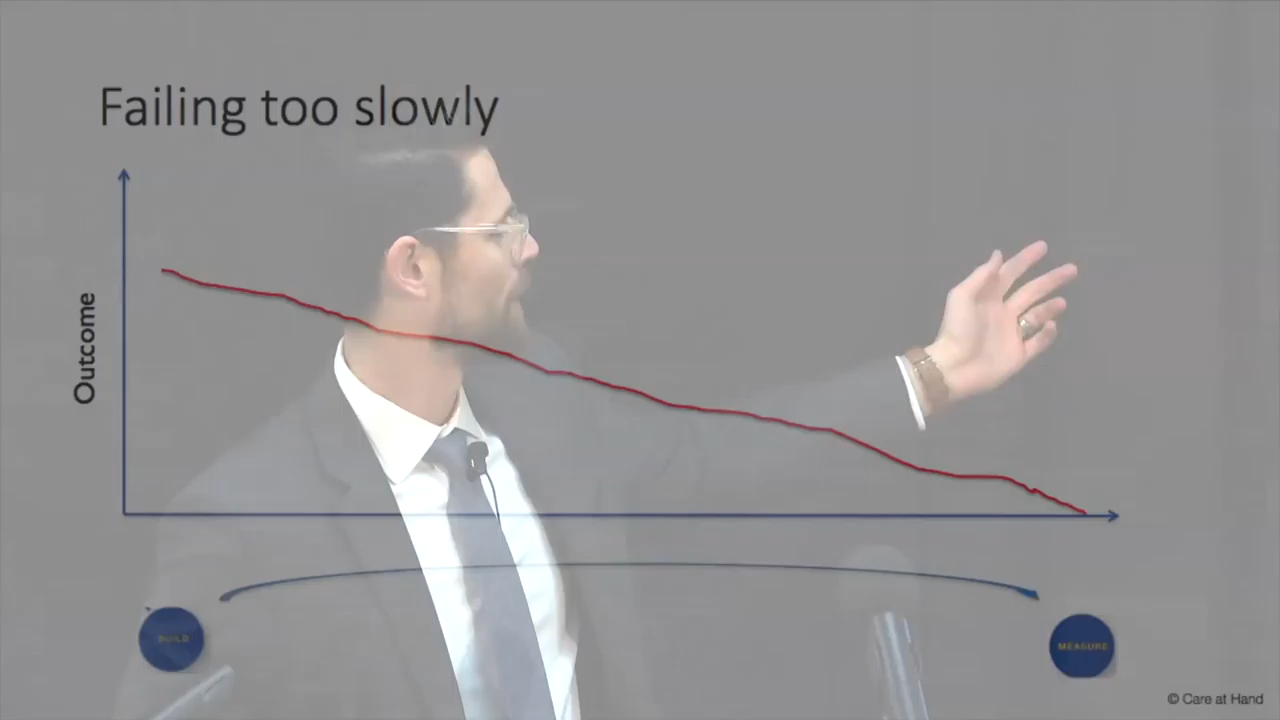 Failing too slowly
Outcome
BUILD
MEASURE
© Care at Hand